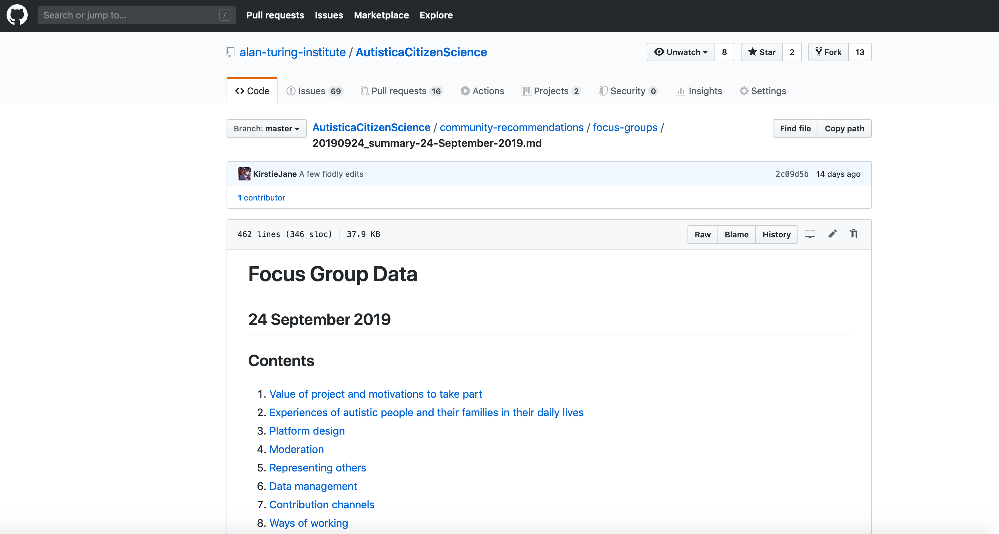 Search or jump to... /
Pull requests Issues Marketplace Explore
alan-turing-institute / AutisticaCitizenScience
Unwatch 8 Star 2 Fork 13
Code Issues 69 Pull requests 16 Actions Projects 2 Security 0 Insights Settings
Branch: master AutisticaCitizenScience / community-recommendations / focus-groups /
20190924_summary-24-September-2019.md
Find file Copy path
KirstieJane A few fiddly edits 2c09d5b 14 days ago
1 contributor
462 lines (346 sloc) 37.9 KB Raw Blame History
Focus Group Data
24 September 2019
Contents
1. Value of project and motivations to take part
2. Experiences of autistic people and their families in their daily lives
3. Platform design
4. Moderation
5. Representing others
6. Data management
7. Contribution channels
8. Ways of working